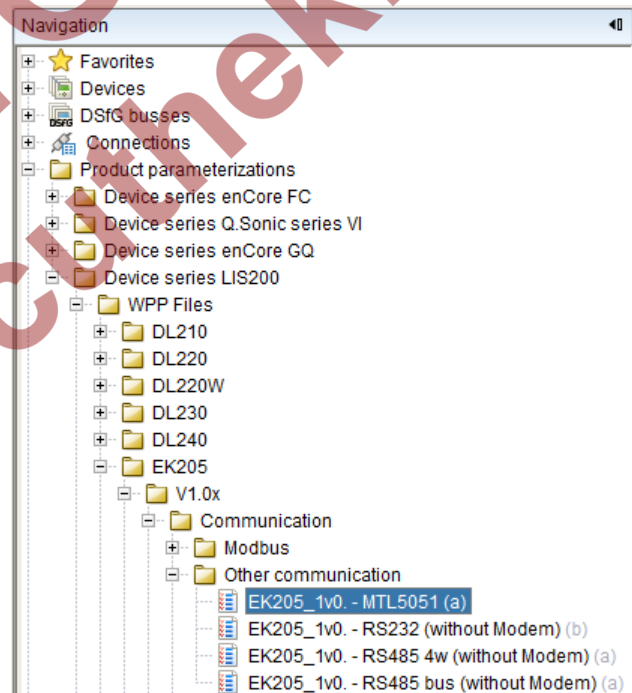 Navigation
Favorites
Devices
DSfG busses
Connections
Product parameterizations
Device series enCore FC
Device series Q.Sonic series VI
Device series enCore GQ
Device series LIS200
WPP Files
DL210
DL220
DL220W
DL230
DL240
EK205
V1.0x
Communication
Modbus
Other communication
EK205_1v0. - MTL5051 (a)
EK205_1v0. - RS232 (without Modem) (b)
EK205_1v0. - RS485 4w (without Modem) (a)
EK205_1v0. - RS485 bus (without Modem) (a)